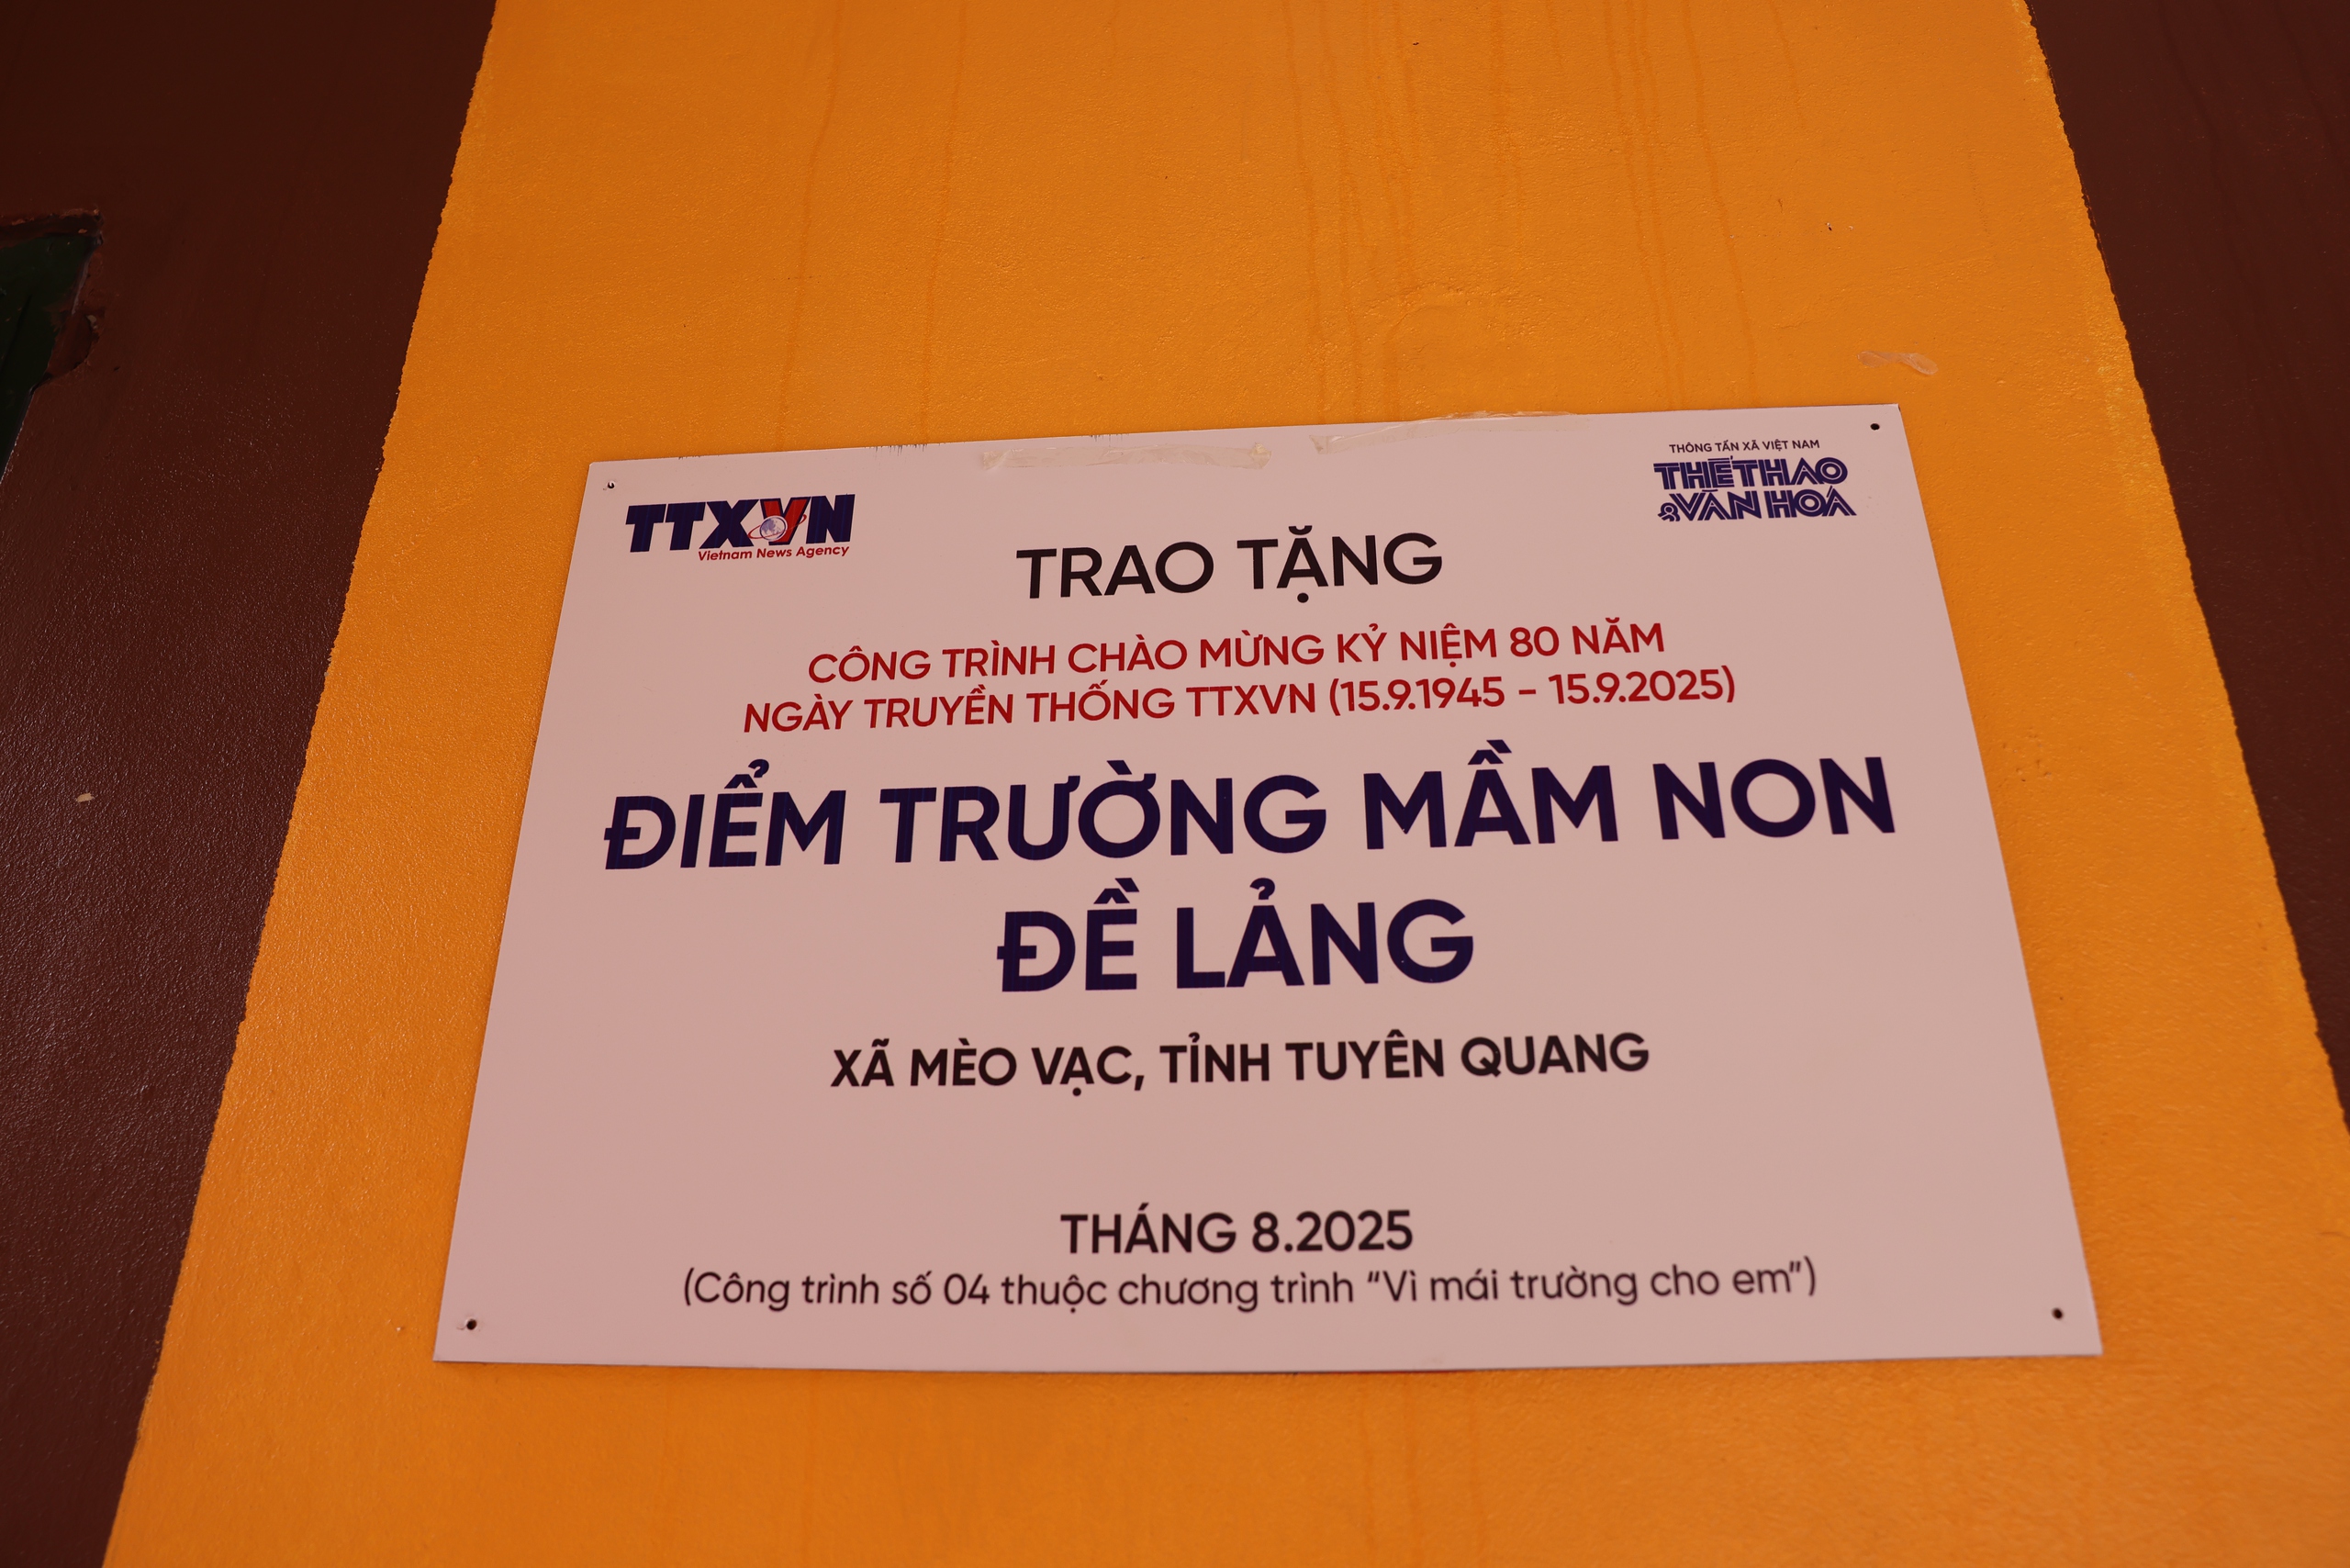 TTXVN
Vietnam News Agency
THÔNG TẤN XÃ VIỆT NAM
THỂ THAO
& VĂN HOÁ
TRAO TẶNG
CÔNG TRÌNH CHÀO MỪNG KỶ NIỆM 80 NĂM
NGÀY TRUYỀN THỐNG TTXVN (15.9.1945 - 15.9.2025)
ĐIỂM TRƯỜNG MẦM NON
ĐỀ LẢNG
XÃ MÈO VẠC, TỈNH TUYÊN QUANG
THÁNG 8.2025
(Công trình số 04 thuộc chương trình “Vì mái trường cho em”)